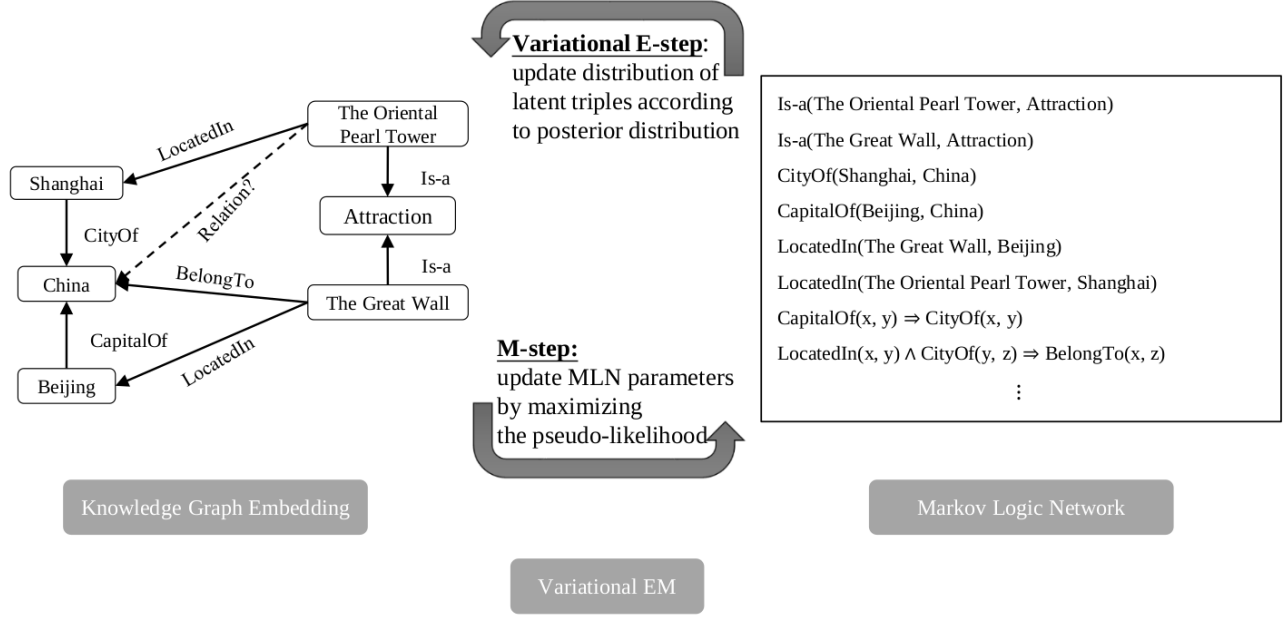 Variational E-step:
update distribution of
latent triples according
to posterior distribution
The Oriental
Pearl Tower
LocatedIn
Shanghai
Is-a
Relation?
Attraction
CityOf
Is-a
BelongTo
China
The Great Wall
CapitalOf
LocatedIn
Beijing
M-step:
update MLN parameters
by maximizing
the pseudo-likelihood
Is-a(The Oriental Pearl Tower, Attraction)
Is-a(The Great Wall, Attraction)
CityOf(Shanghai, China)
CapitalOf(Beijing, China)
LocatedIn(The Great Wall, Beijing)
LocatedIn(The Oriental Pearl Tower, Shanghai)
CapitalOf(x, y) ⇒ CityOf(x, y)
LocatedIn(x, y) ∧ CityOf(y, z) ⇒ BelongTo(x, z)
⋮
Knowledge Graph Embedding
Markov Logic Network
Variational EM